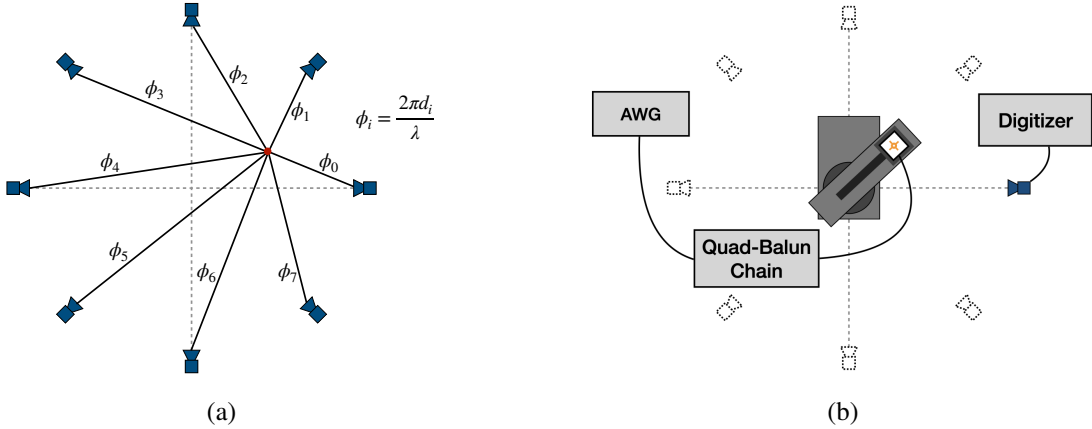 ϕ₂
ϕ₃
ϕ₁
ϕᵢ = 2πdᵢ / λ
ϕ₀
ϕ₄
ϕ₅
ϕ₆
ϕ₇
(a)
AWG
Digitizer
Quad-Balun
Chain
(b)